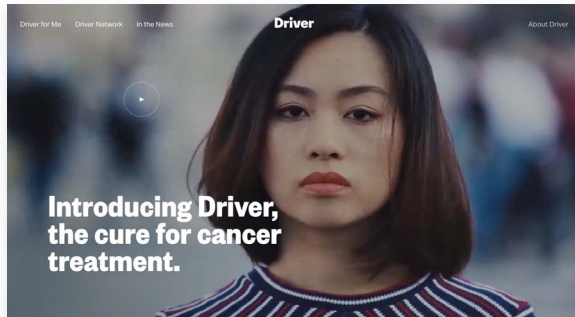 Driver for Me Driver Network In the News Driver About Driver
Introducing Driver,
the cure for cancer
treatment.